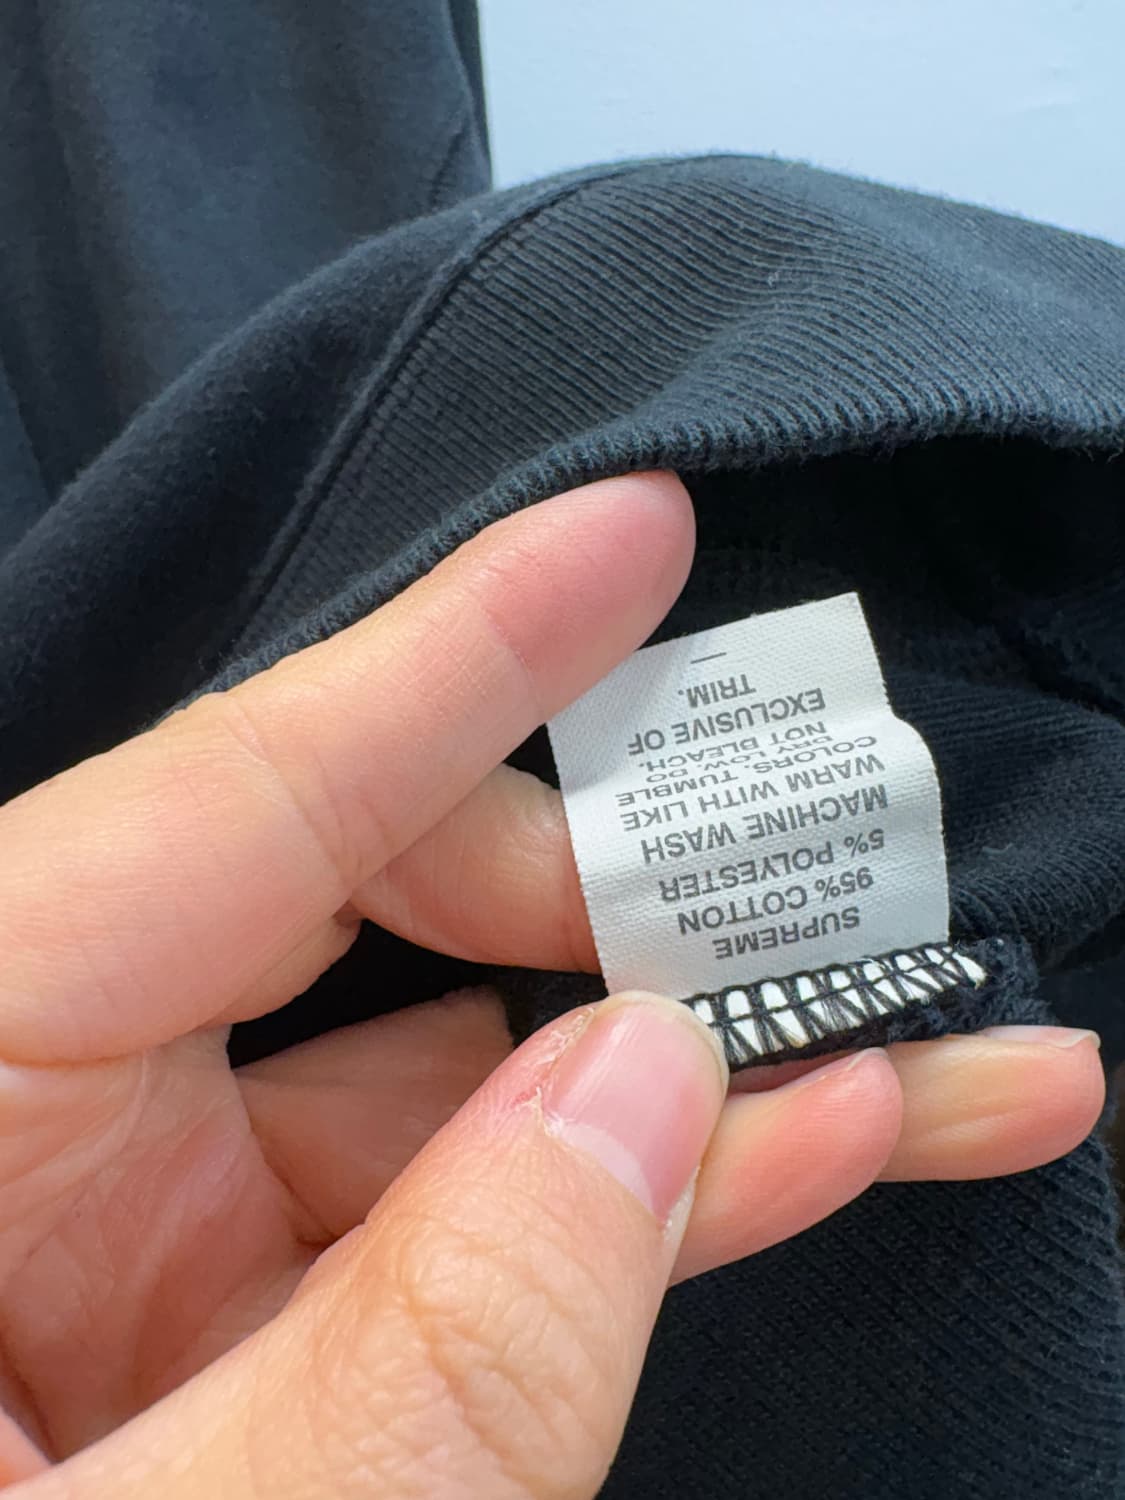 SUPREME
95% COTTON
5% POLYESTER
MACHINE WASH
WARM WITH LIKE
COLORS. TUMBLE
DRY LOW. DO
NOT BLEACH.
EXCLUSIVE OF
TRIM.